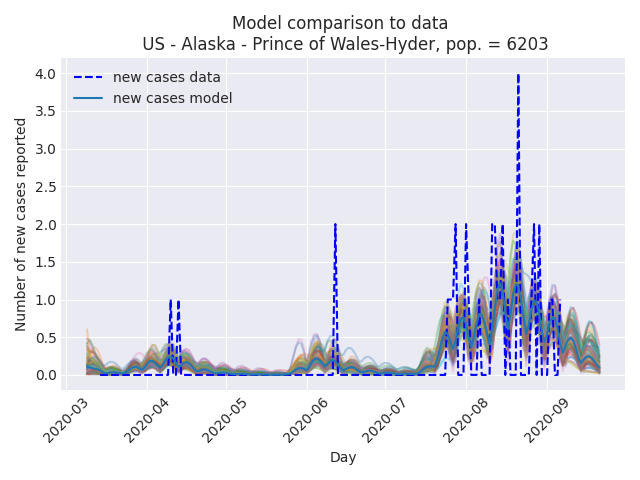 Model comparison to data
US - Alaska - Prince of Wales-Hyder, pop. = 6203
new cases data
new cases model
Number of new cases reported
4.0
3.5
3.0
2.5
2.0
1.5
1.0
0.5
0.0
2020-03
2020-04
2020-05
2020-06
2020-07
2020-08
2020-09
Day